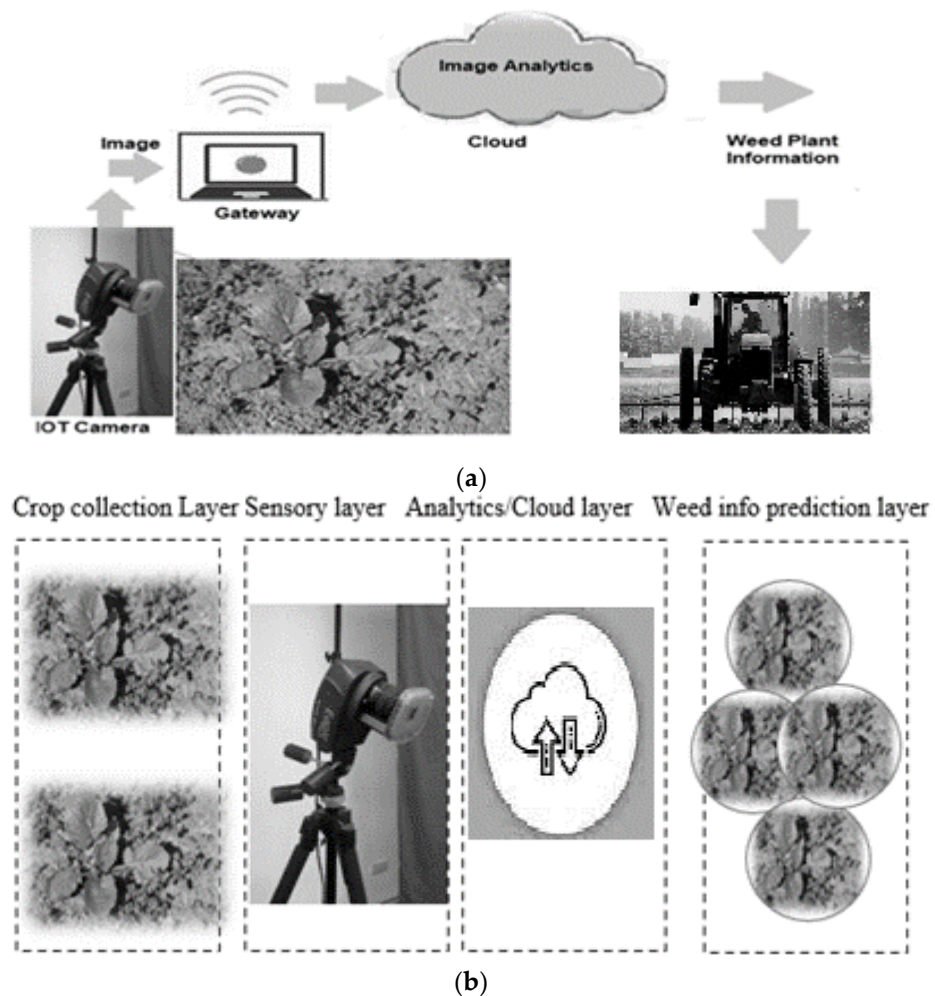 Image Analytics
Cloud
Image
Gateway
Weed Plant
Information
IOT Camera
(a)
Crop collection Layer Sensory layer Analytics/Cloud layer Weed info prediction layer
(b)